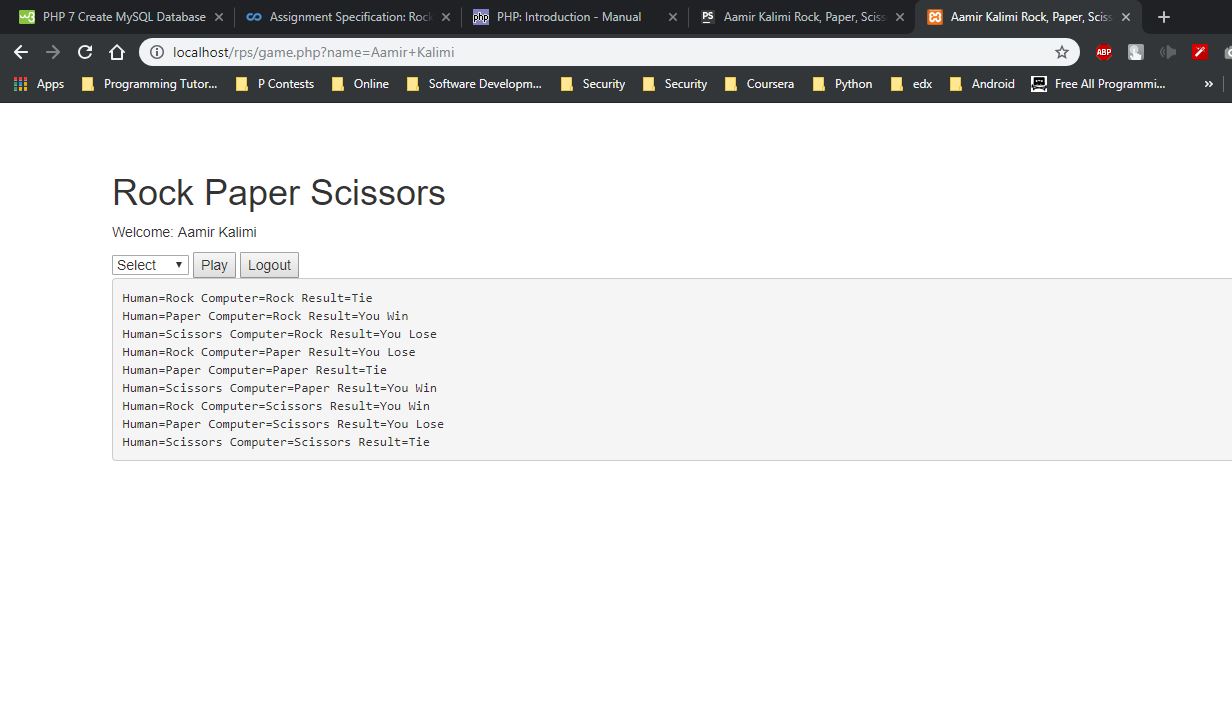 PHP 7 Create MySQL Database
Assignment Specification: Rock
php PHP: Introduction - Manual
PS Aamir Kalimi Rock, Paper, Sciss
Aamir Kalimi Rock, Paper, Sciss
localhost/rps/game.php?name=Aamir+Kalimi
ABP
Apps Programming Tutor... P Contests Online Software Developm... Security Security Coursera Python edx Android Free All Programmi... »
Rock Paper Scissors
Welcome: Aamir Kalimi
Select Play Logout
Human=Rock Computer=Rock Result=Tie
Human=Paper Computer=Rock Result=You Win
Human=Scissors Computer=Rock Result=You Lose
Human=Rock Computer=Paper Result=You Lose
Human=Paper Computer=Paper Result=Tie
Human=Scissors Computer=Paper Result=You Win
Human=Rock Computer=Scissors Result=You Win
Human=Paper Computer=Scissors Result=You Lose
Human=Scissors Computer=Scissors Result=Tie